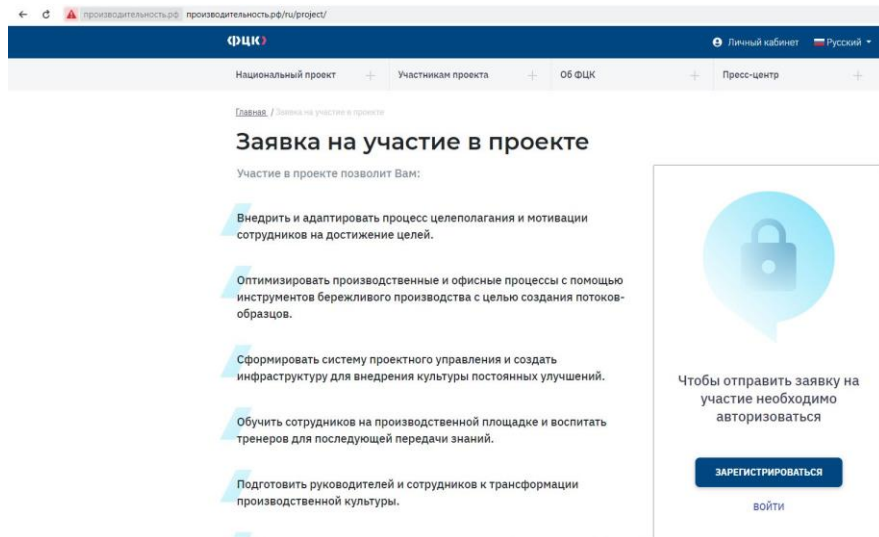 производительность.рф производительность.рф/ru/project/
ФЦК
Личный кабинет Русский
Национальный проект Участникам проекта Об ФЦК Пресс-центр
Главная / Заявка на участие в проекте
Заявка на участие в проекте
Участие в проекте позволит Вам:
Внедрить и адаптировать процесс целеполагания и мотивации
сотрудников на достижение целей.
Оптимизировать производственные и офисные процессы с помощью
инструментов бережливого производства с целью создания потоков-
образцов.
Сформировать систему проектного управления и создать
инфраструктуру для внедрения культуры постоянных улучшений.
Обучить сотрудников на производственной площадке и воспитать
тренеров для последующей передачи знаний.
Подготовить руководителей и сотрудников к трансформации
производственной культуры.
Чтобы отправить заявку на
участие необходимо
авторизоваться
ЗАРЕГИСТРИРОВАТЬСЯ
ВОЙТИ